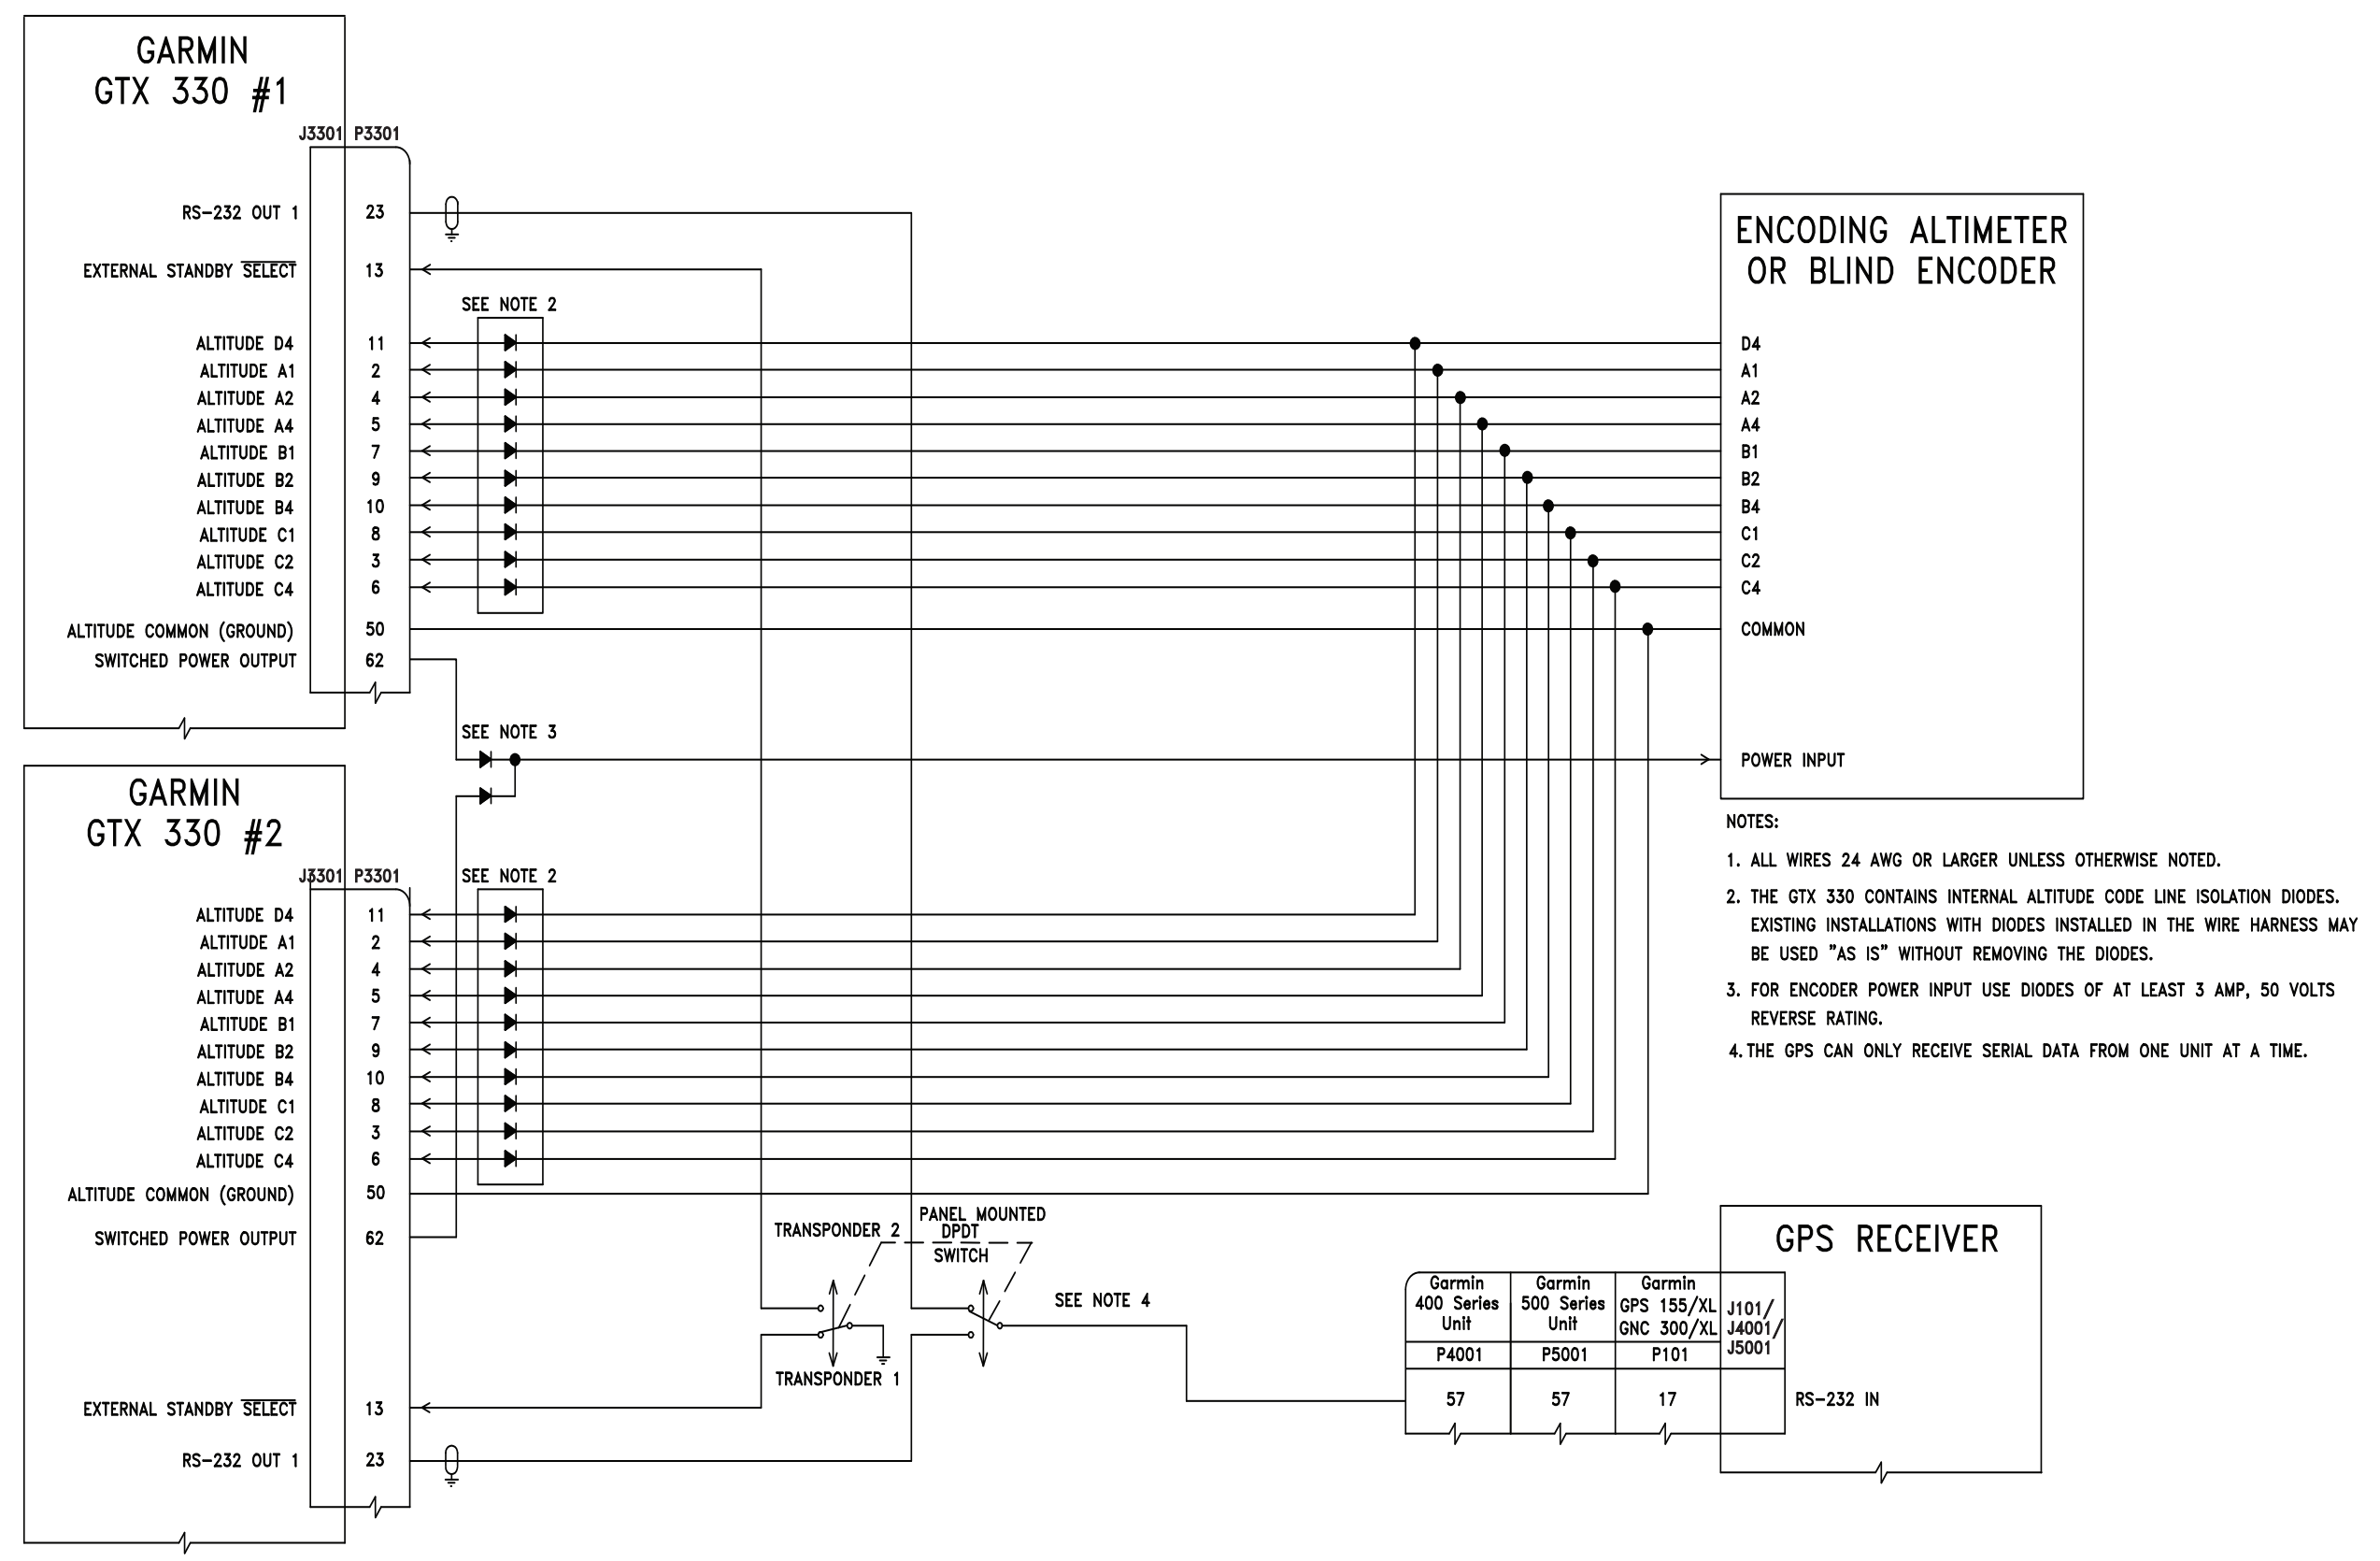 GARMIN
GTX 330 #1
J3301 P3301
RS-232 OUT 1 23
EXTERNAL STANDBY SELECT 13
SEE NOTE 2
ALTITUDE D4 11
ALTITUDE A1 2
ALTITUDE A2 4
ALTITUDE A4 5
ALTITUDE B1 7
ALTITUDE B2 9
ALTITUDE B4 10
ALTITUDE C1 8
ALTITUDE C2 3
ALTITUDE C4 6
ALTITUDE COMMON (GROUND) 50
SWITCHED POWER OUTPUT 62
SEE NOTE 3
ENCODING ALTIMETER
OR BLIND ENCODER
D4
A1
A2
A4
B1
B2
B4
C1
C2
C4
COMMON
POWER INPUT
NOTES:
1. ALL WIRES 24 AWG OR LARGER UNLESS OTHERWISE NOTED.
2. THE GTX 330 CONTAINS INTERNAL ALTITUDE CODE LINE ISOLATION DIODES.
EXISTING INSTALLATIONS WITH DIODES INSTALLED IN THE WIRE HARNESS MAY
BE USED "AS IS" WITHOUT REMOVING THE DIODES.
3. FOR ENCODER POWER INPUT USE DIODES OF AT LEAST 3 AMP, 50 VOLTS
REVERSE RATING.
4. THE GPS CAN ONLY RECEIVE SERIAL DATA FROM ONE UNIT AT A TIME.
GARMIN
GTX 330 #2
J3301 P3301
SEE NOTE 2
ALTITUDE D4 11
ALTITUDE A1 2
ALTITUDE A2 4
ALTITUDE A4 5
ALTITUDE B1 7
ALTITUDE B2 9
ALTITUDE B4 10
ALTITUDE C1 8
ALTITUDE C2 3
ALTITUDE C4 6
ALTITUDE COMMON (GROUND) 50
SWITCHED POWER OUTPUT 62
EXTERNAL STANDBY SELECT 13
RS-232 OUT 1 23
TRANSPONDER 2
TRANSPONDER 1
PANEL MOUNTED
DPDT
SWITCH
SEE NOTE 4
GPS RECEIVER
Garmin
400 Series
Unit
P4001
57
Garmin
500 Series
Unit
P5001
57
Garmin
GPS 155/XL
GNC 300/XL
P101
17
J101/
J4001/
J5001
RS-232 IN